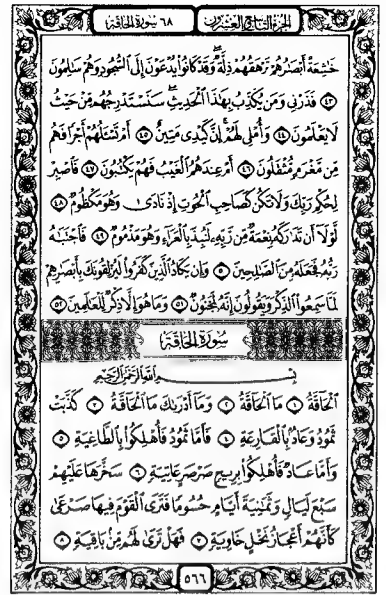 الجزء التاسع والعشرون ٦٨ سورة الحاقة
خَٰشِعَةً أَبْصَٰرُهُمْ تَرْهَقُهُمْ ذِلَّةٌ ۖ وَقَدْ كَانُوا۟ يُدْعَوْنَ إِلَى ٱلسُّجُودِ وَهُمْ سَٰلِمُونَ
٤٣ فَذَرْنِى وَمَن يُكَذِّبُ بِهَٰذَا ٱلْحَدِيثِ ۖ سَنَسْتَدْرِجُهُم مِّنْ حَيْثُ
لَا يَعْلَمُونَ ٤٤ وَأُمْلِى لَهُمْ ۚ إِنَّ كَيْدِى مَتِينٌ ٤٥ أَمْ تَسْـَٔلُهُمْ أَجْرًا فَهُم
مِّن مَّغْرَمٍ مُّثْقَلُونَ ٤٦ أَمْ عِندَهُمُ ٱلْغَيْبُ فَهُمْ يَكْتُبُونَ ٤٧ فَٱصْبِرْ
لِحُكْمِ رَبِّكَ وَلَا تَكُن كَصَاحِبِ ٱلْحُوتِ إِذْ نَادَىٰ وَهُوَ مَكْظُومٌ ٤٨
لَّوْلَآ أَن تَدَٰرَكَهُۥ نِعْمَةٌ مِّن رَّبِّهِۦ لَنُبِذَ بِٱلْعَرَآءِ وَهُوَ مَذْمُومٌ ٤٩ فَٱجْتَبَٰهُ
رَبُّهُۥ فَجَعَلَهُۥ مِنَ ٱلصَّٰلِحِينَ ٥٠ وَإِن يَكَادُ ٱلَّذِينَ كَفَرُوا۟ لَيُزْلِقُونَكَ بِأَبْصَٰرِهِمْ
لَمَّا سَمِعُوا۟ ٱلذِّكْرَ وَيَقُولُونَ إِنَّهُۥ لَمَجْنُونٌ ٥١ وَمَا هُوَ إِلَّا ذِكْرٌ لِّلْعَٰلَمِينَ ٥٢
سورة الحاقة
بِسْمِ ٱللَّهِ ٱلرَّحْمَٰنِ ٱلرَّحِيمِ
ٱلْحَآقَّةُ ١ مَا ٱلْحَآقَّةُ ٢ وَمَآ أَدْرَىٰكَ مَا ٱلْحَآقَّةُ ٣ كَذَّبَتْ
ثَمُودُ وَعَادٌۢ بِٱلْقَارِعَةِ ٤ فَأَمَّا ثَمُودُ فَأُهْلِكُوا۟ بِٱلطَّاغِيَةِ ٥
وَأَمَّا عَادٌ فَأُهْلِكُوا۟ بِرِيحٍ صَرْصَرٍ عَاتِيَةٍ ٦ سَخَّرَهَا عَلَيْهِمْ
سَبْعَ لَيَالٍ وَثَمَٰنِيَةَ أَيَّامٍ حُسُومًا فَتَرَى ٱلْقَوْمَ فِيهَا صَرْعَىٰ
كَأَنَّهُمْ أَعْجَازُ نَخْلٍ خَاوِيَةٍ ٧ فَهَلْ تَرَىٰ لَهُم مِّنۢ بَاقِيَةٍ ٨
٥٦٦